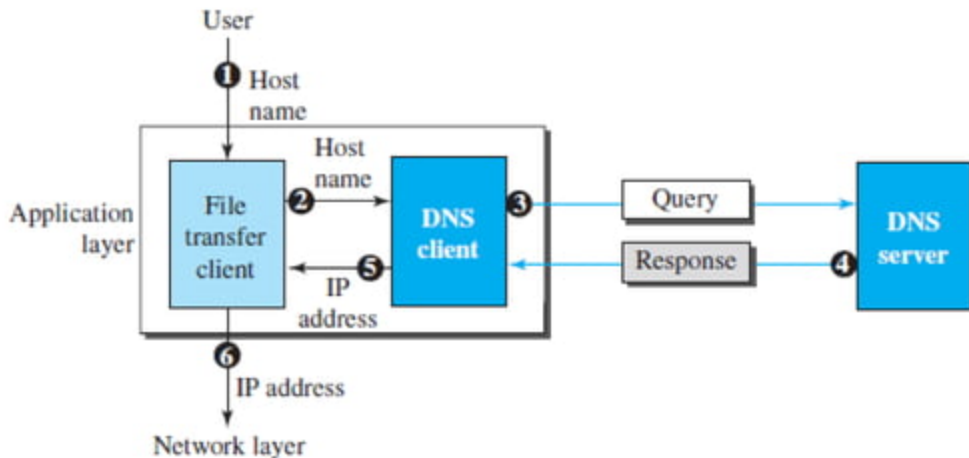 User
1
Host
name
Application
layer
File
transfer
client
2
Host
name
DNS
client
3
Query
DNS
server
4
Response
5
IP
address
6
IP address
Network layer